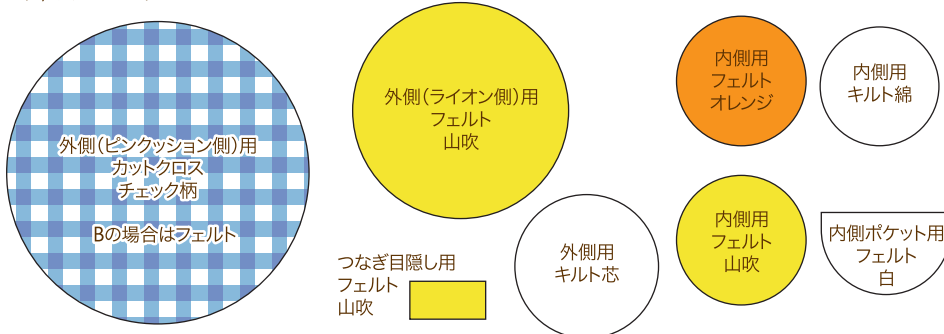 外側(ピンクッション側)用
カットクロス
チェック柄
Bの場合はフェルト
外側(ライオン側)用
フェルト
山吹
内側用
フェルト
オレンジ
内側用
キルト綿
つなぎ目隠し用
フェルト
山吹
外側用
キルト芯
内側用
フェルト
山吹
内側ポケット用
フェルト
白